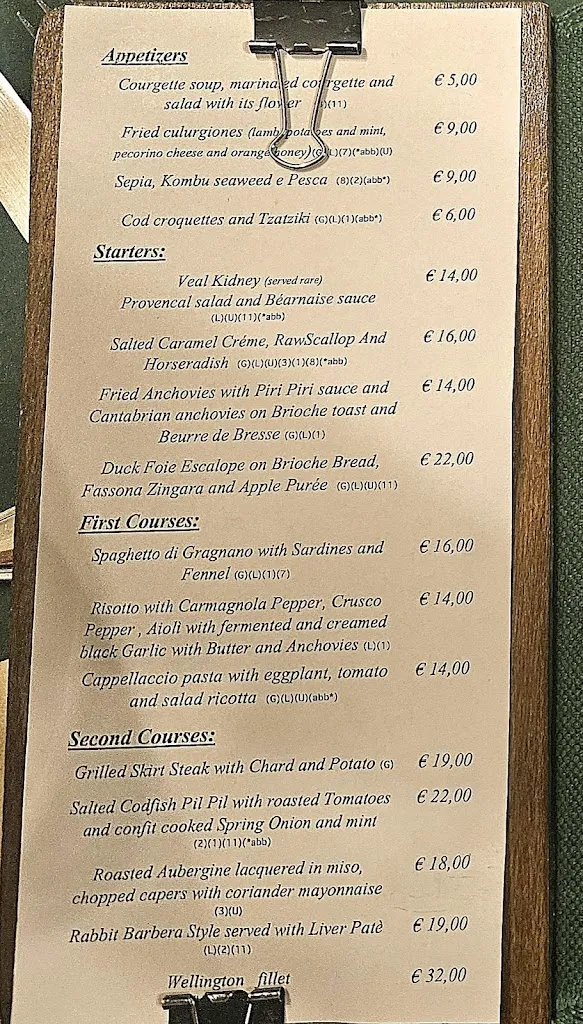 Appetizers
Courgette soup, marinated courgette and € 5,00
salad with its flower )(11)
Fried culurgiones (lamb, potatoes and mint, € 9,00
pecorino cheese and orange honey)(G)(L)(7)(*abb)(U)
Sepia, Kombu seaweed e Pesca (8)(2)(abb*) € 9,00
Cod croquettes and Tzatziki (G)(L)(1)(abb*) € 6,00
Starters:
Veal Kidney (served rare) € 14,00
Provencal salad and Béarnaise sauce
(L)(U)(11)(*abb)
Salted Caramel Créme, RawScallop And € 16,00
Horseradish (G)(L)(U)(3)(1)(8)(*abb)
Fried Anchovies with Piri Piri sauce and € 14,00
Cantabrian anchovies on Brioche toast and
Beurre de Bresse (G)(L)(1)
Duck Foie Escalope on Brioche Bread, € 22,00
Fassona Zingara and Apple Purée (G)(L)(U)(11)
First Courses:
Spaghetto di Gragnano with Sardines and € 16,00
Fennel (G)(L)(1)(7)
Risotto with Carmagnola Pepper, Crusco € 14,00
Pepper , Aiolì with fermented and creamed
black Garlic with Butter and Anchovies (L)(1)
Cappellaccio pasta with eggplant, tomato € 14,00
and salad ricotta (G)(L)(U)(abb*)
Second Courses:
Grilled Skirt Steak with Chard and Potato (G) € 19,00
Salted Codfish Pil Pil with roasted Tomatoes € 22,00
and confit cooked Spring Onion and mint
(2)(1)(11)(*abb)
Roasted Aubergine lacquered in miso, € 18,00
chopped capers with coriander mayonnaise
(3)(U)
Rabbit Barbera Style served with Liver Patè € 19,00
(L)(2)(11)
Wellington fillet € 32,00